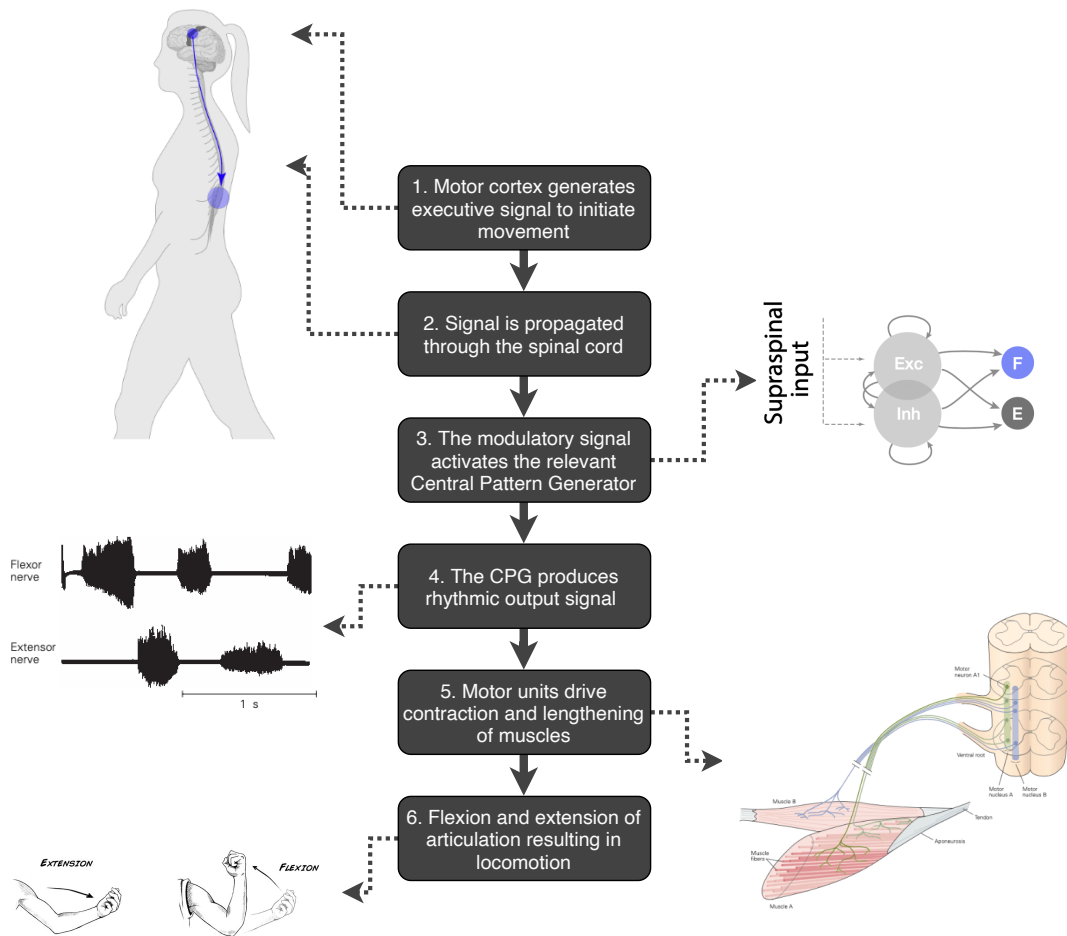 1. Motor cortex generates
executive signal to initiate
movement
2. Signal is propagated
through the spinal cord
Supraspinal
input
Exc
Inh
F
E
3. The modulatory signal
activates the relevant
Central Pattern Generator
Flexor
nerve
Extensor
nerve
1 s
4. The CPG produces
rhythmic output signal
5. Motor units drive
contraction and lengthening
of muscles
Motor
neuron A1
Ventral root
Motor
nucleus A
Motor
nucleus B
Muscle B
Tendon
Aponeurosis
Muscle
fibers
Muscle A
6. Flexion and extension of
articulation resulting in
locomotion
EXTENSION
FLEXION